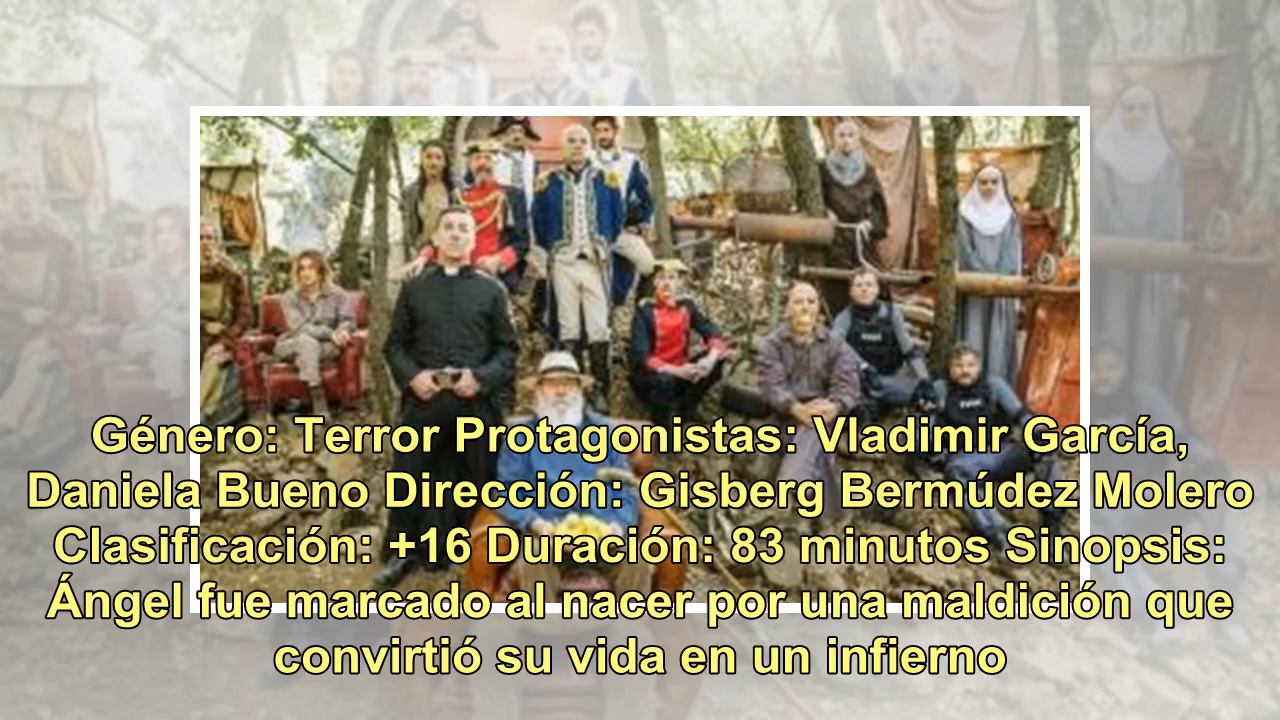 Género: Terror Protagonistas: Vladimir García,
Daniela Bueno Dirección: Gisberg Bermúdez Molero
Clasificación: +16 Duración: 83 minutos Sinopsis:
Ángel fue marcado al nacer por una maldición que
convirtió su vida en un infierno